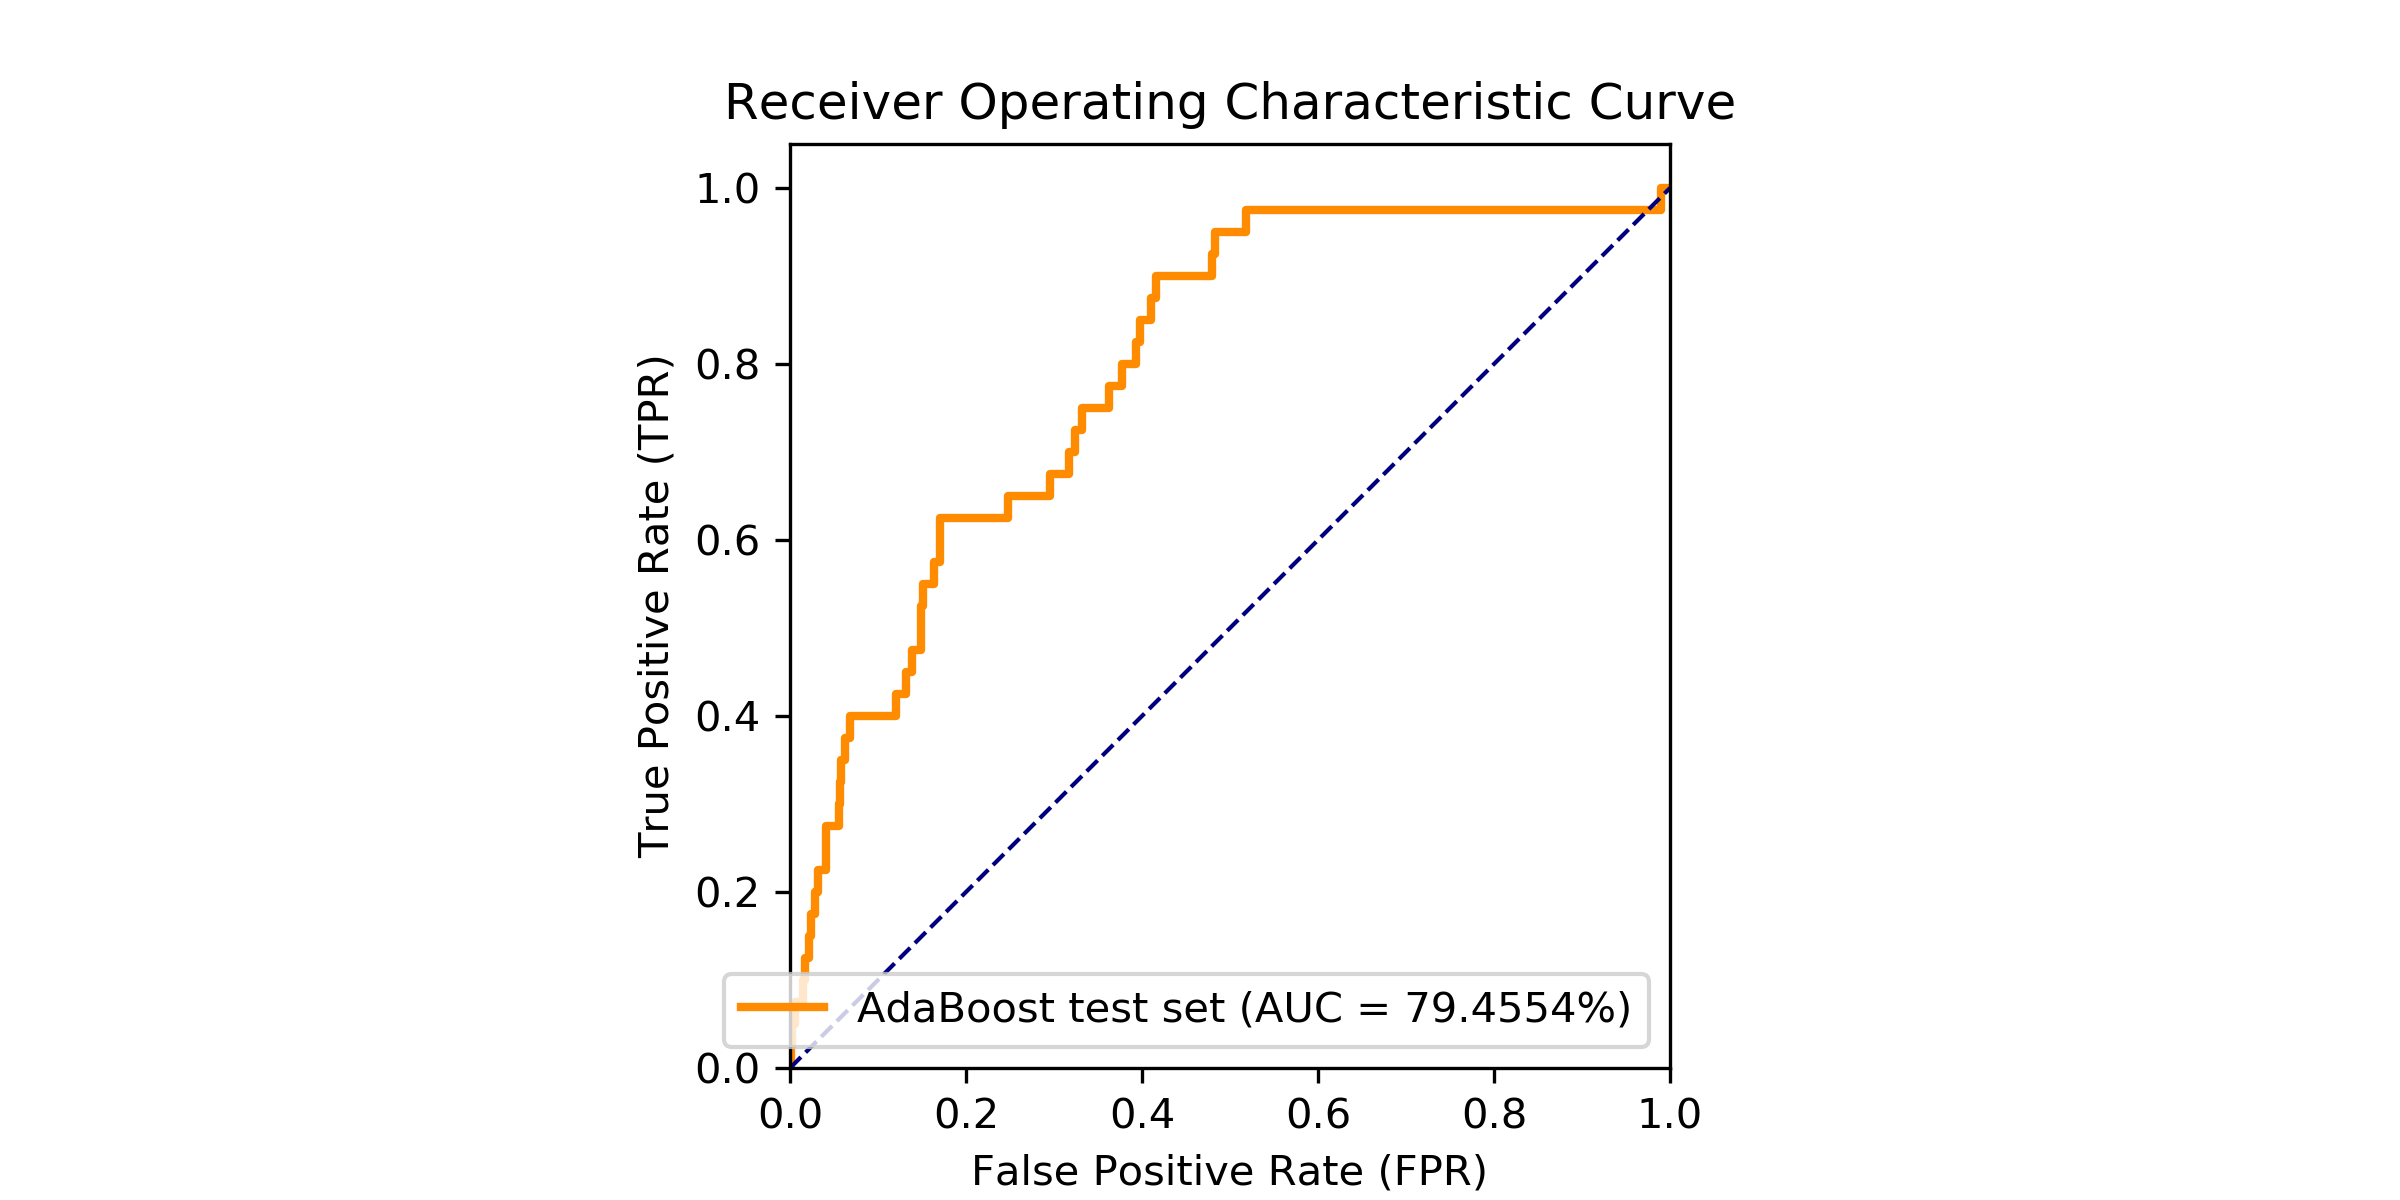 Receiver Operating Characteristic Curve
1.0
0.8
0.6
0.4
0.2
0.0
True Positive Rate (TPR)
AdaBoost test set (AUC = 79.4554%)
0.0 0.2 0.4 0.6 0.8 1.0
False Positive Rate (FPR)